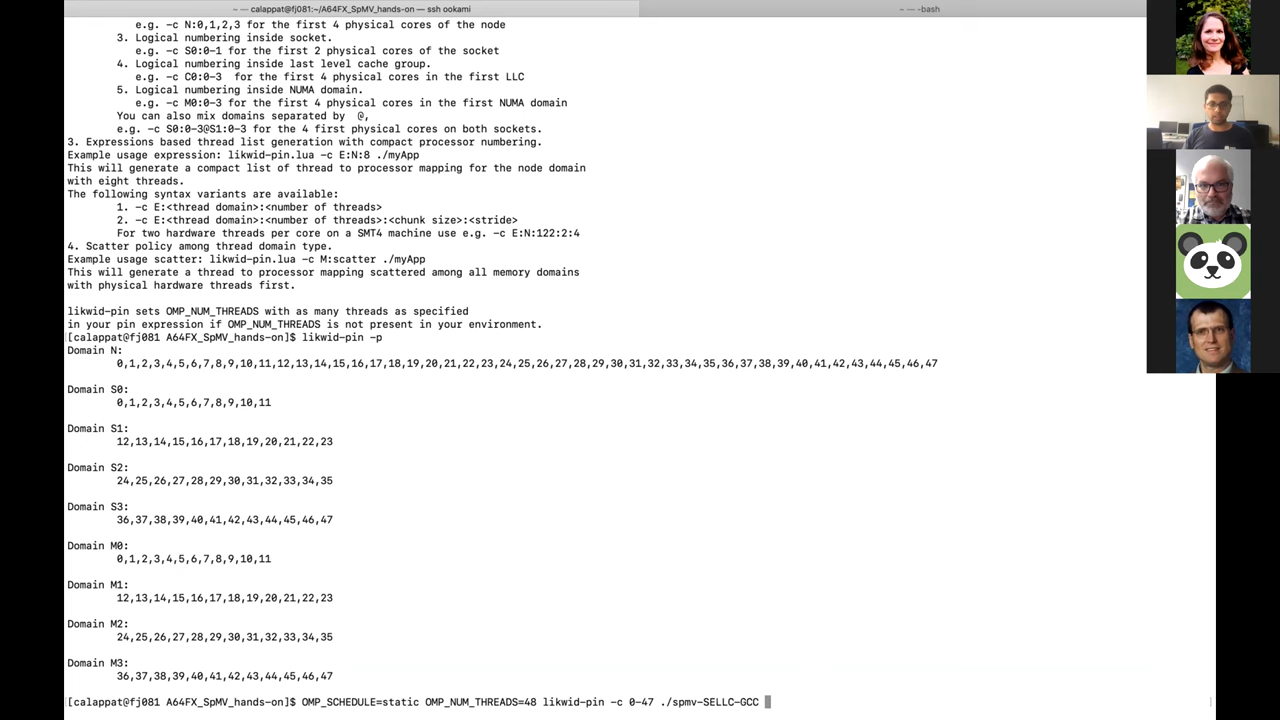 ~ — calappat@fj081:~/A64FX_SpMV_hands-on — ssh ookami
~ — -bash
e.g. -c N:0,1,2,3 for the first 4 physical cores of the node
3. Logical numbering inside socket.
e.g. -c S0:0-1 for the first 2 physical cores of the socket
4. Logical numbering inside last level cache group.
e.g. -c C0:0-3  for the first 4 physical cores in the first LLC
5. Logical numbering inside NUMA domain.
e.g. -c M0:0-3 for the first 4 physical cores in the first NUMA domain
You can also mix domains separated by  @,
e.g. -c S0:0-3@S1:0-3 for the 4 first physical cores on both sockets.
3. Expressions based thread list generation with compact processor numbering.
Example usage expression: likwid-pin.lua -c E:N:8 ./myApp
This will generate a compact list of thread to processor mapping for the node domain
with eight threads.
The following syntax variants are available:
1. -c E:<thread domain>:<number of threads>
2. -c E:<thread domain>:<number of threads>:<chunk size>:<stride>
For two hardware threads per core on a SMT4 machine use e.g. -c E:N:122:2:4
4. Scatter policy among thread domain type.
Example usage scatter: likwid-pin.lua -c M:scatter ./myApp
This will generate a thread to processor mapping scattered among all memory domains
with physical hardware threads first.
likwid-pin sets OMP_NUM_THREADS with as many threads as specified
in your pin expression if OMP_NUM_THREADS is not present in your environment.
[calappat@fj081 A64FX_SpMV_hands-on]$ likwid-pin -p
Domain N:
0,1,2,3,4,5,6,7,8,9,10,11,12,13,14,15,16,17,18,19,20,21,22,23,24,25,26,27,28,29,30,31,32,33,34,35,36,37,38,39,40,41,42,43,44,45,46,47
Domain S0:
0,1,2,3,4,5,6,7,8,9,10,11
Domain S1:
12,13,14,15,16,17,18,19,20,21,22,23
Domain S2:
24,25,26,27,28,29,30,31,32,33,34,35
Domain S3:
36,37,38,39,40,41,42,43,44,45,46,47
Domain M0:
0,1,2,3,4,5,6,7,8,9,10,11
Domain M1:
12,13,14,15,16,17,18,19,20,21,22,23
Domain M2:
24,25,26,27,28,29,30,31,32,33,34,35
Domain M3:
36,37,38,39,40,41,42,43,44,45,46,47
[calappat@fj081 A64FX_SpMV_hands-on]$ OMP_SCHEDULE=static OMP_NUM_THREADS=48 likwid-pin -c 0-47 ./spmv-SELLC-GCC ]